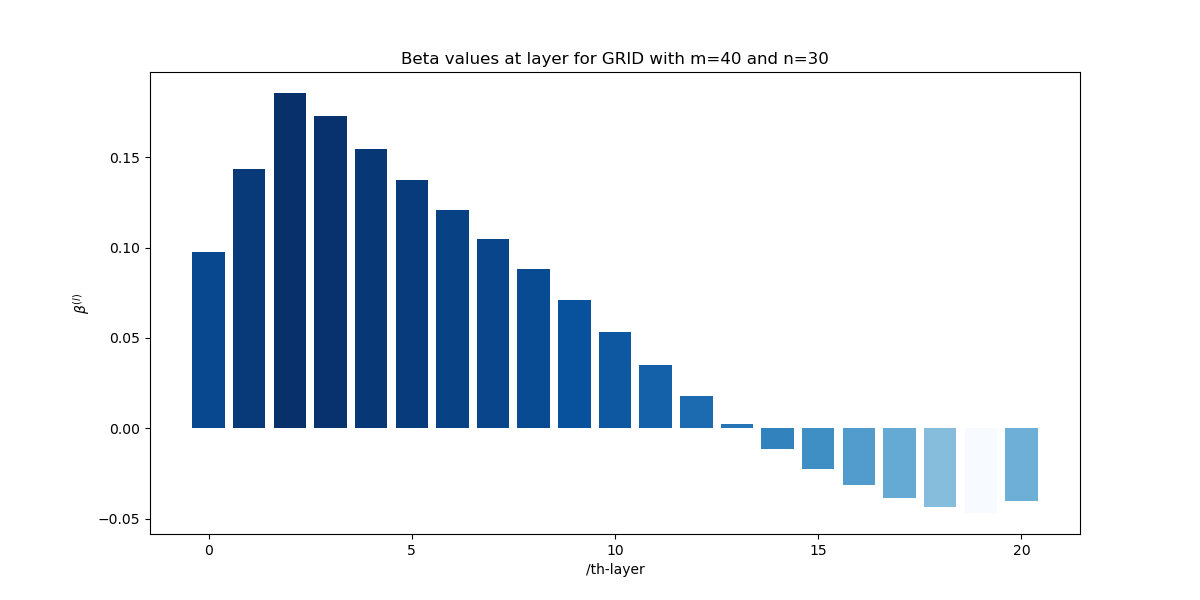 Beta values at layer for GRID with m=40 and n=30
0.15
0.10
0.05
0.00
−0.05
β⁽ˡ⁾
0 5 10 15 20
/th-layer